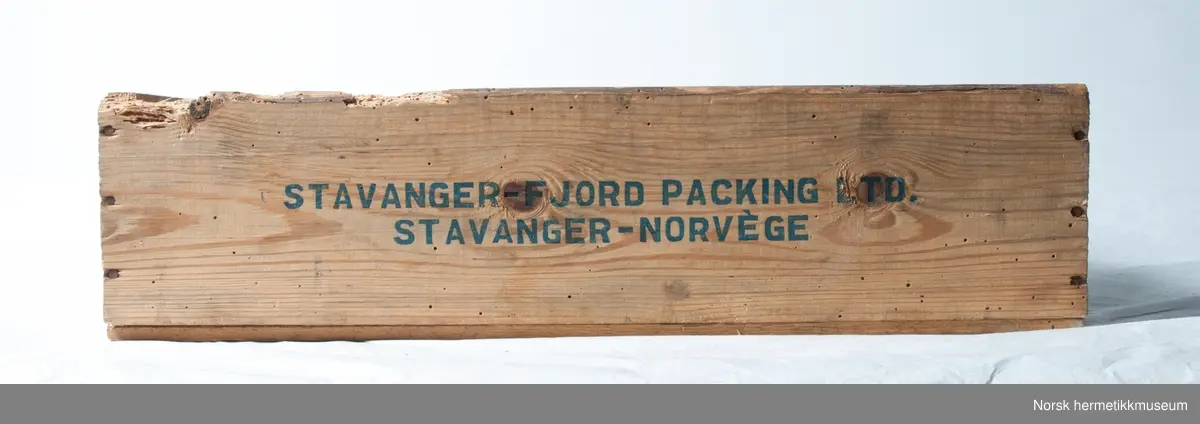 STAVANGER-FJORD PACKING LTD.
STAVANGER-NORVÈGE
Norsk hermetikkmuseum